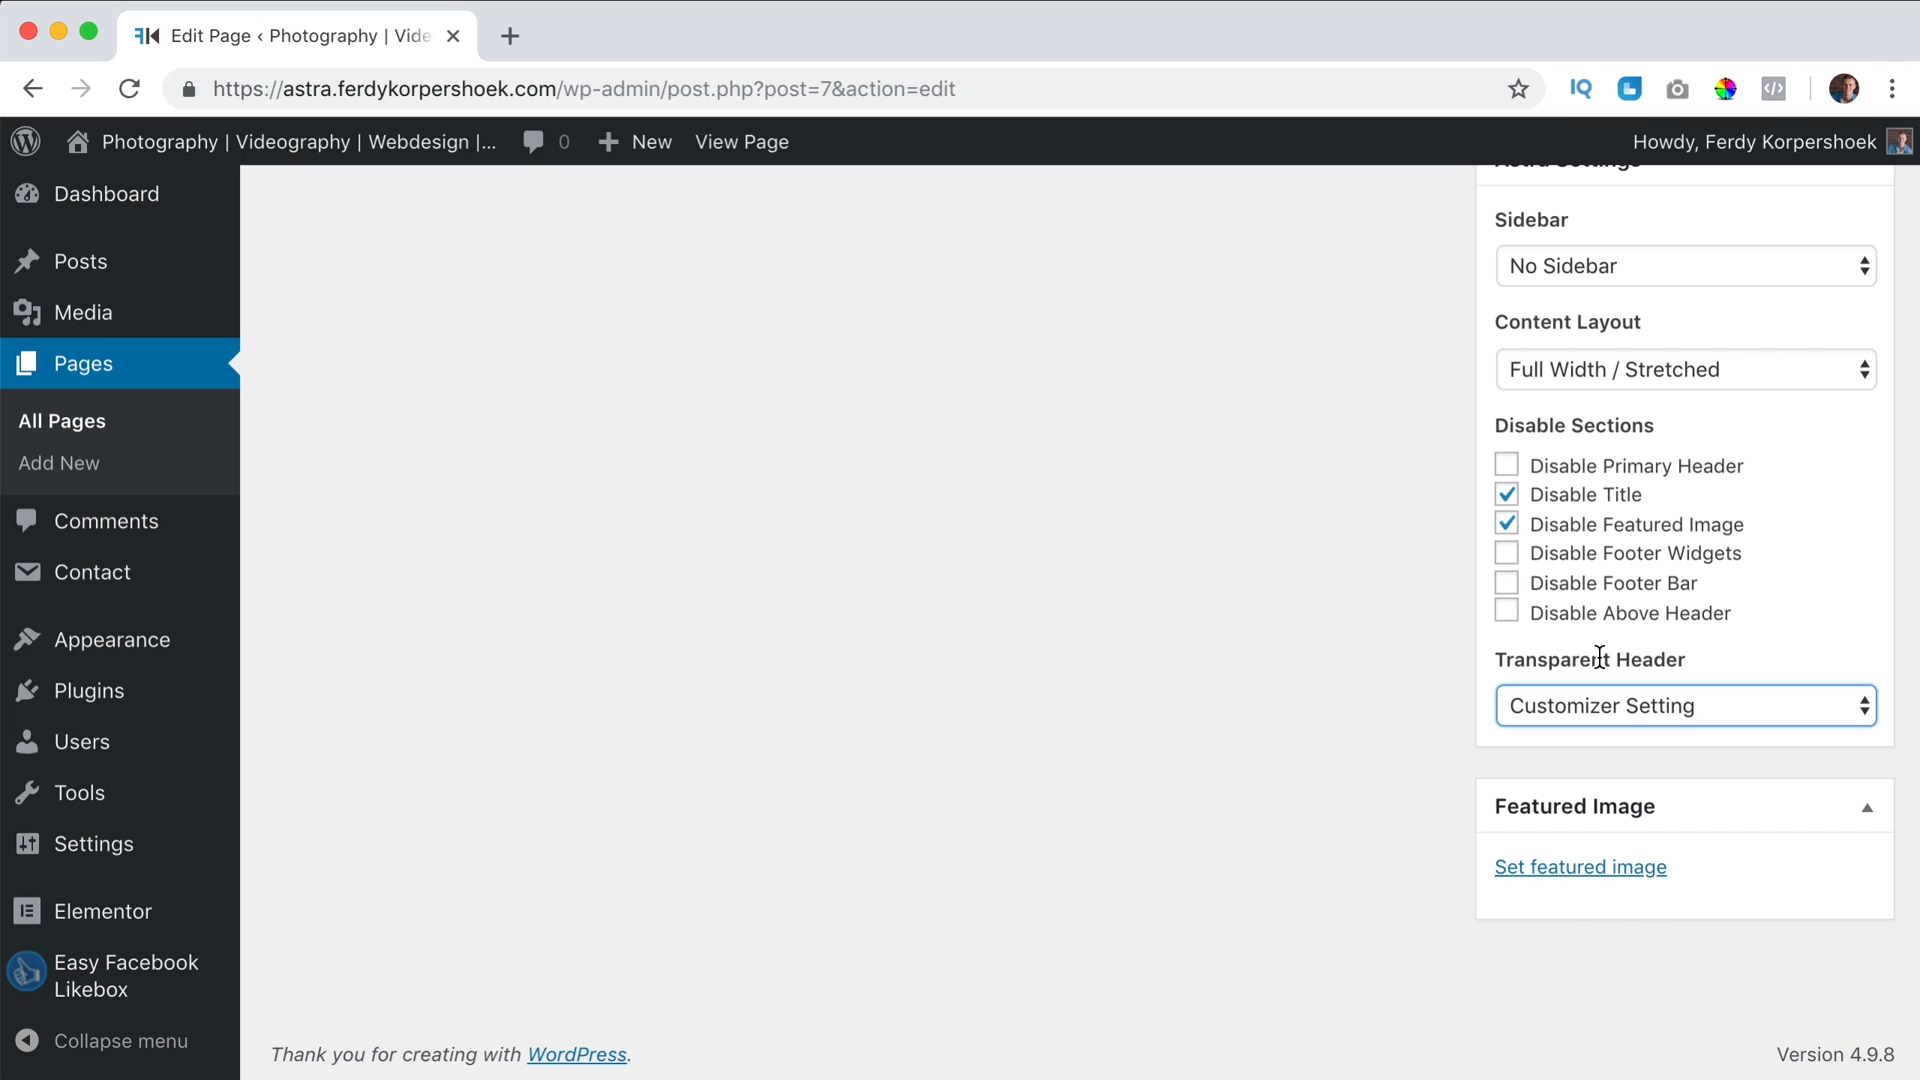 Edit Page ‹ Photography | Vide
https://astra.ferdykorpershoek.com/wp-admin/post.php?post=7&action=edit
IQ
Photography | Videography | Webdesign |...
0
New
View Page
Howdy, Ferdy Korpershoek
Dashboard
Posts
Media
Pages
All Pages
Add New
Comments
Contact
Appearance
Plugins
Users
Tools
Settings
Elementor
Easy Facebook
Likebox
Collapse menu
Astra Settings
Sidebar
No Sidebar
Content Layout
Full Width / Stretched
Disable Sections
Disable Primary Header
Disable Title
Disable Featured Image
Disable Footer Widgets
Disable Footer Bar
Disable Above Header
Transparent Header
Customizer Setting
Featured Image
Set featured image
Thank you for creating with WordPress.
Version 4.9.8